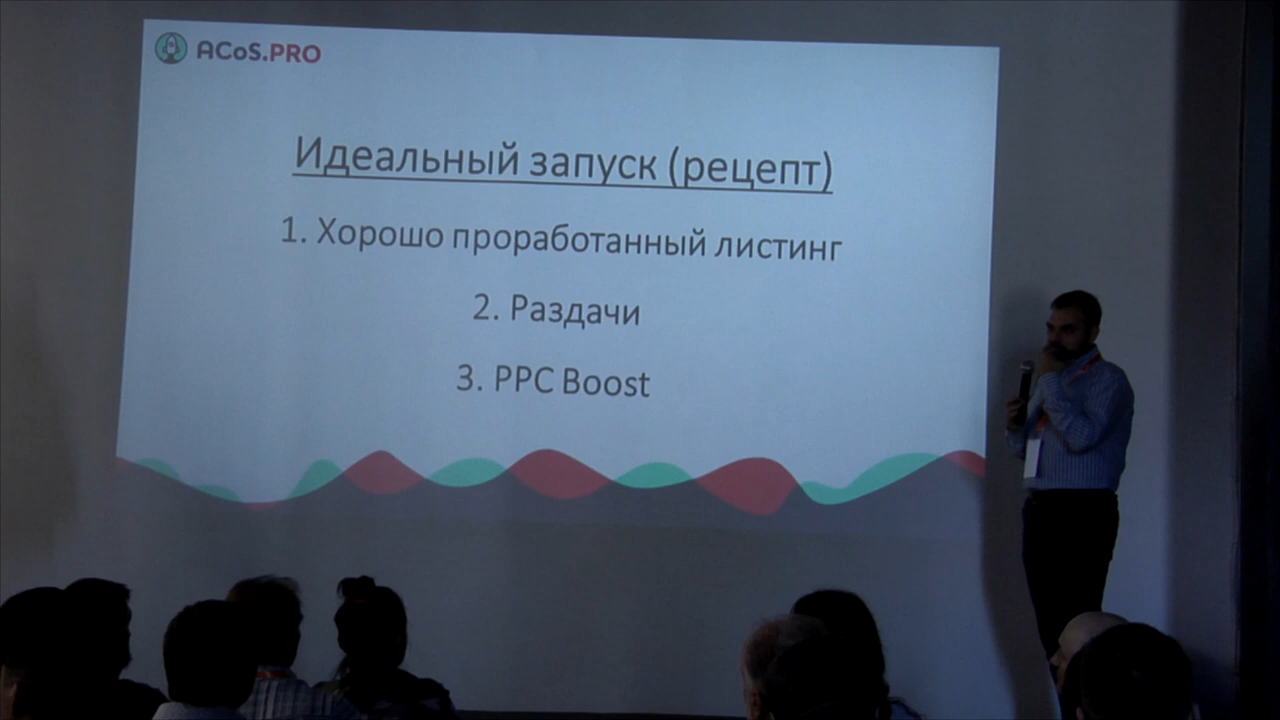 ACoS.PRO
Идеальный запуск (рецепт)
1. Хорошо проработанный листинг
2. Раздачи
3. PPC Boost